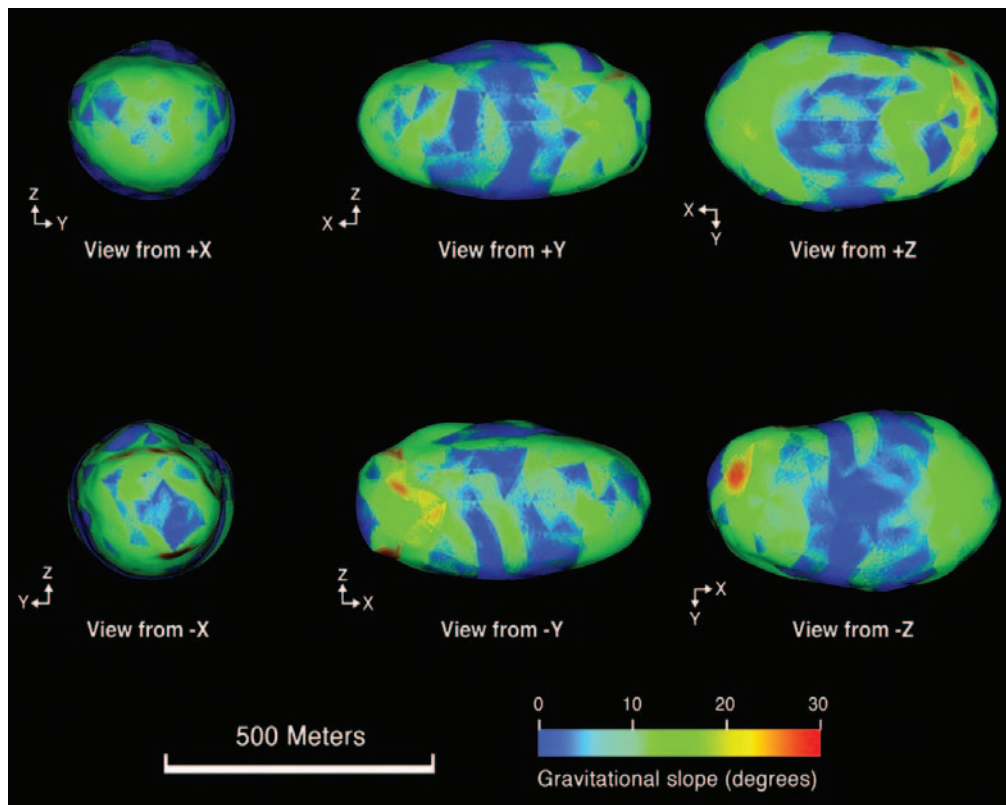 Z
Y
View from +X
Z
X
View from +Y
X
Y
View from +Z
Z
Y
View from -X
Z
X
View from -Y
X
Y
View from -Z
500 Meters
0 10 20 30
Gravitational slope (degrees)